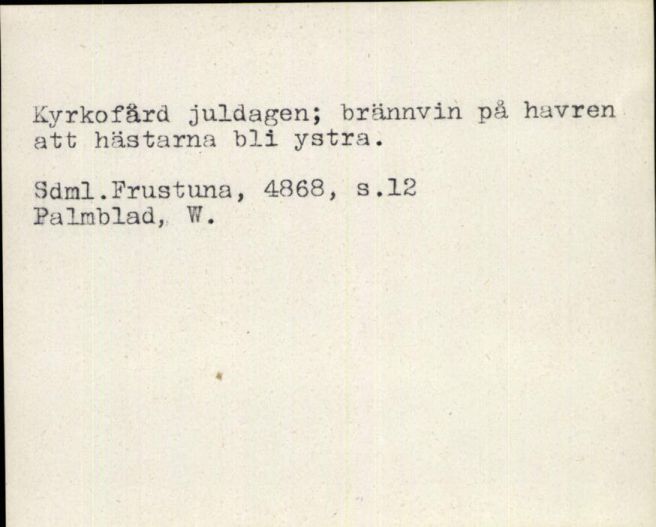 Kyrkofärd juldagen; brännvin på havren
att hästarna bli ystra.
Sdml.Frustuna, 4868, s.12
Palmblad, W.